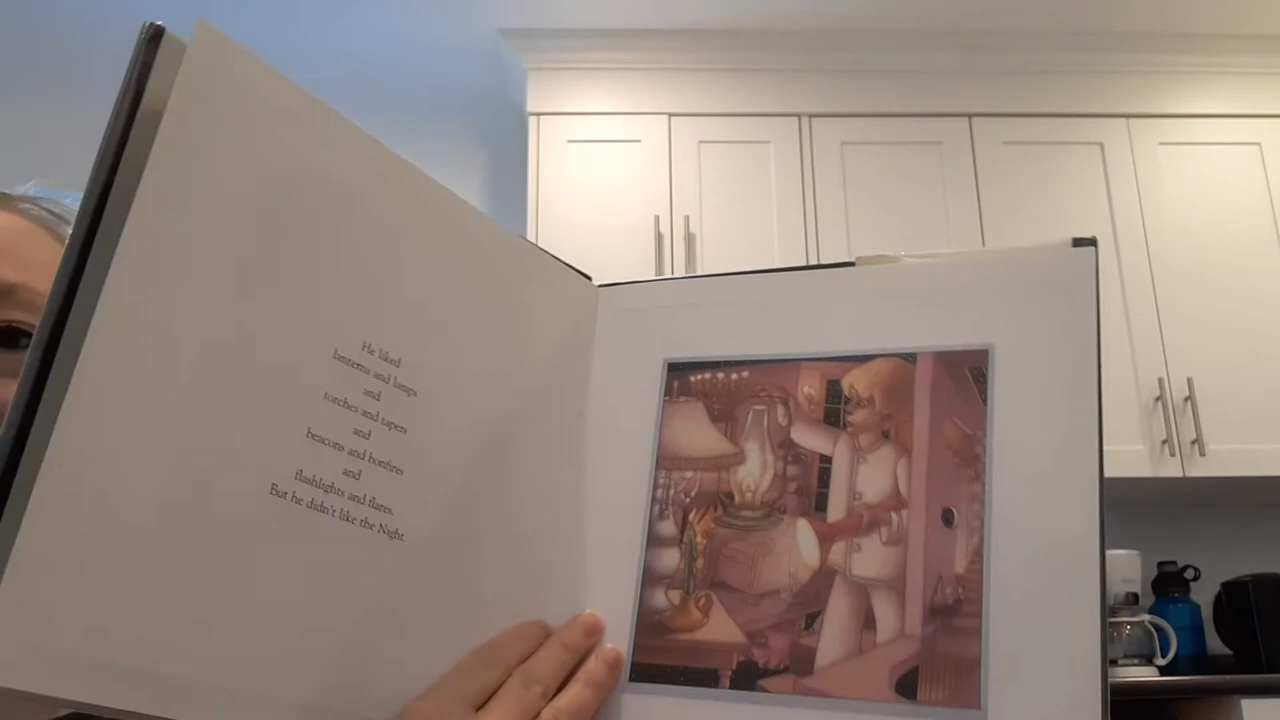 He liked
lanterns and lamps
and
torches and tapers
and
beacons and bonfires
and
flashlights and flares.
But he didn't like the Night.